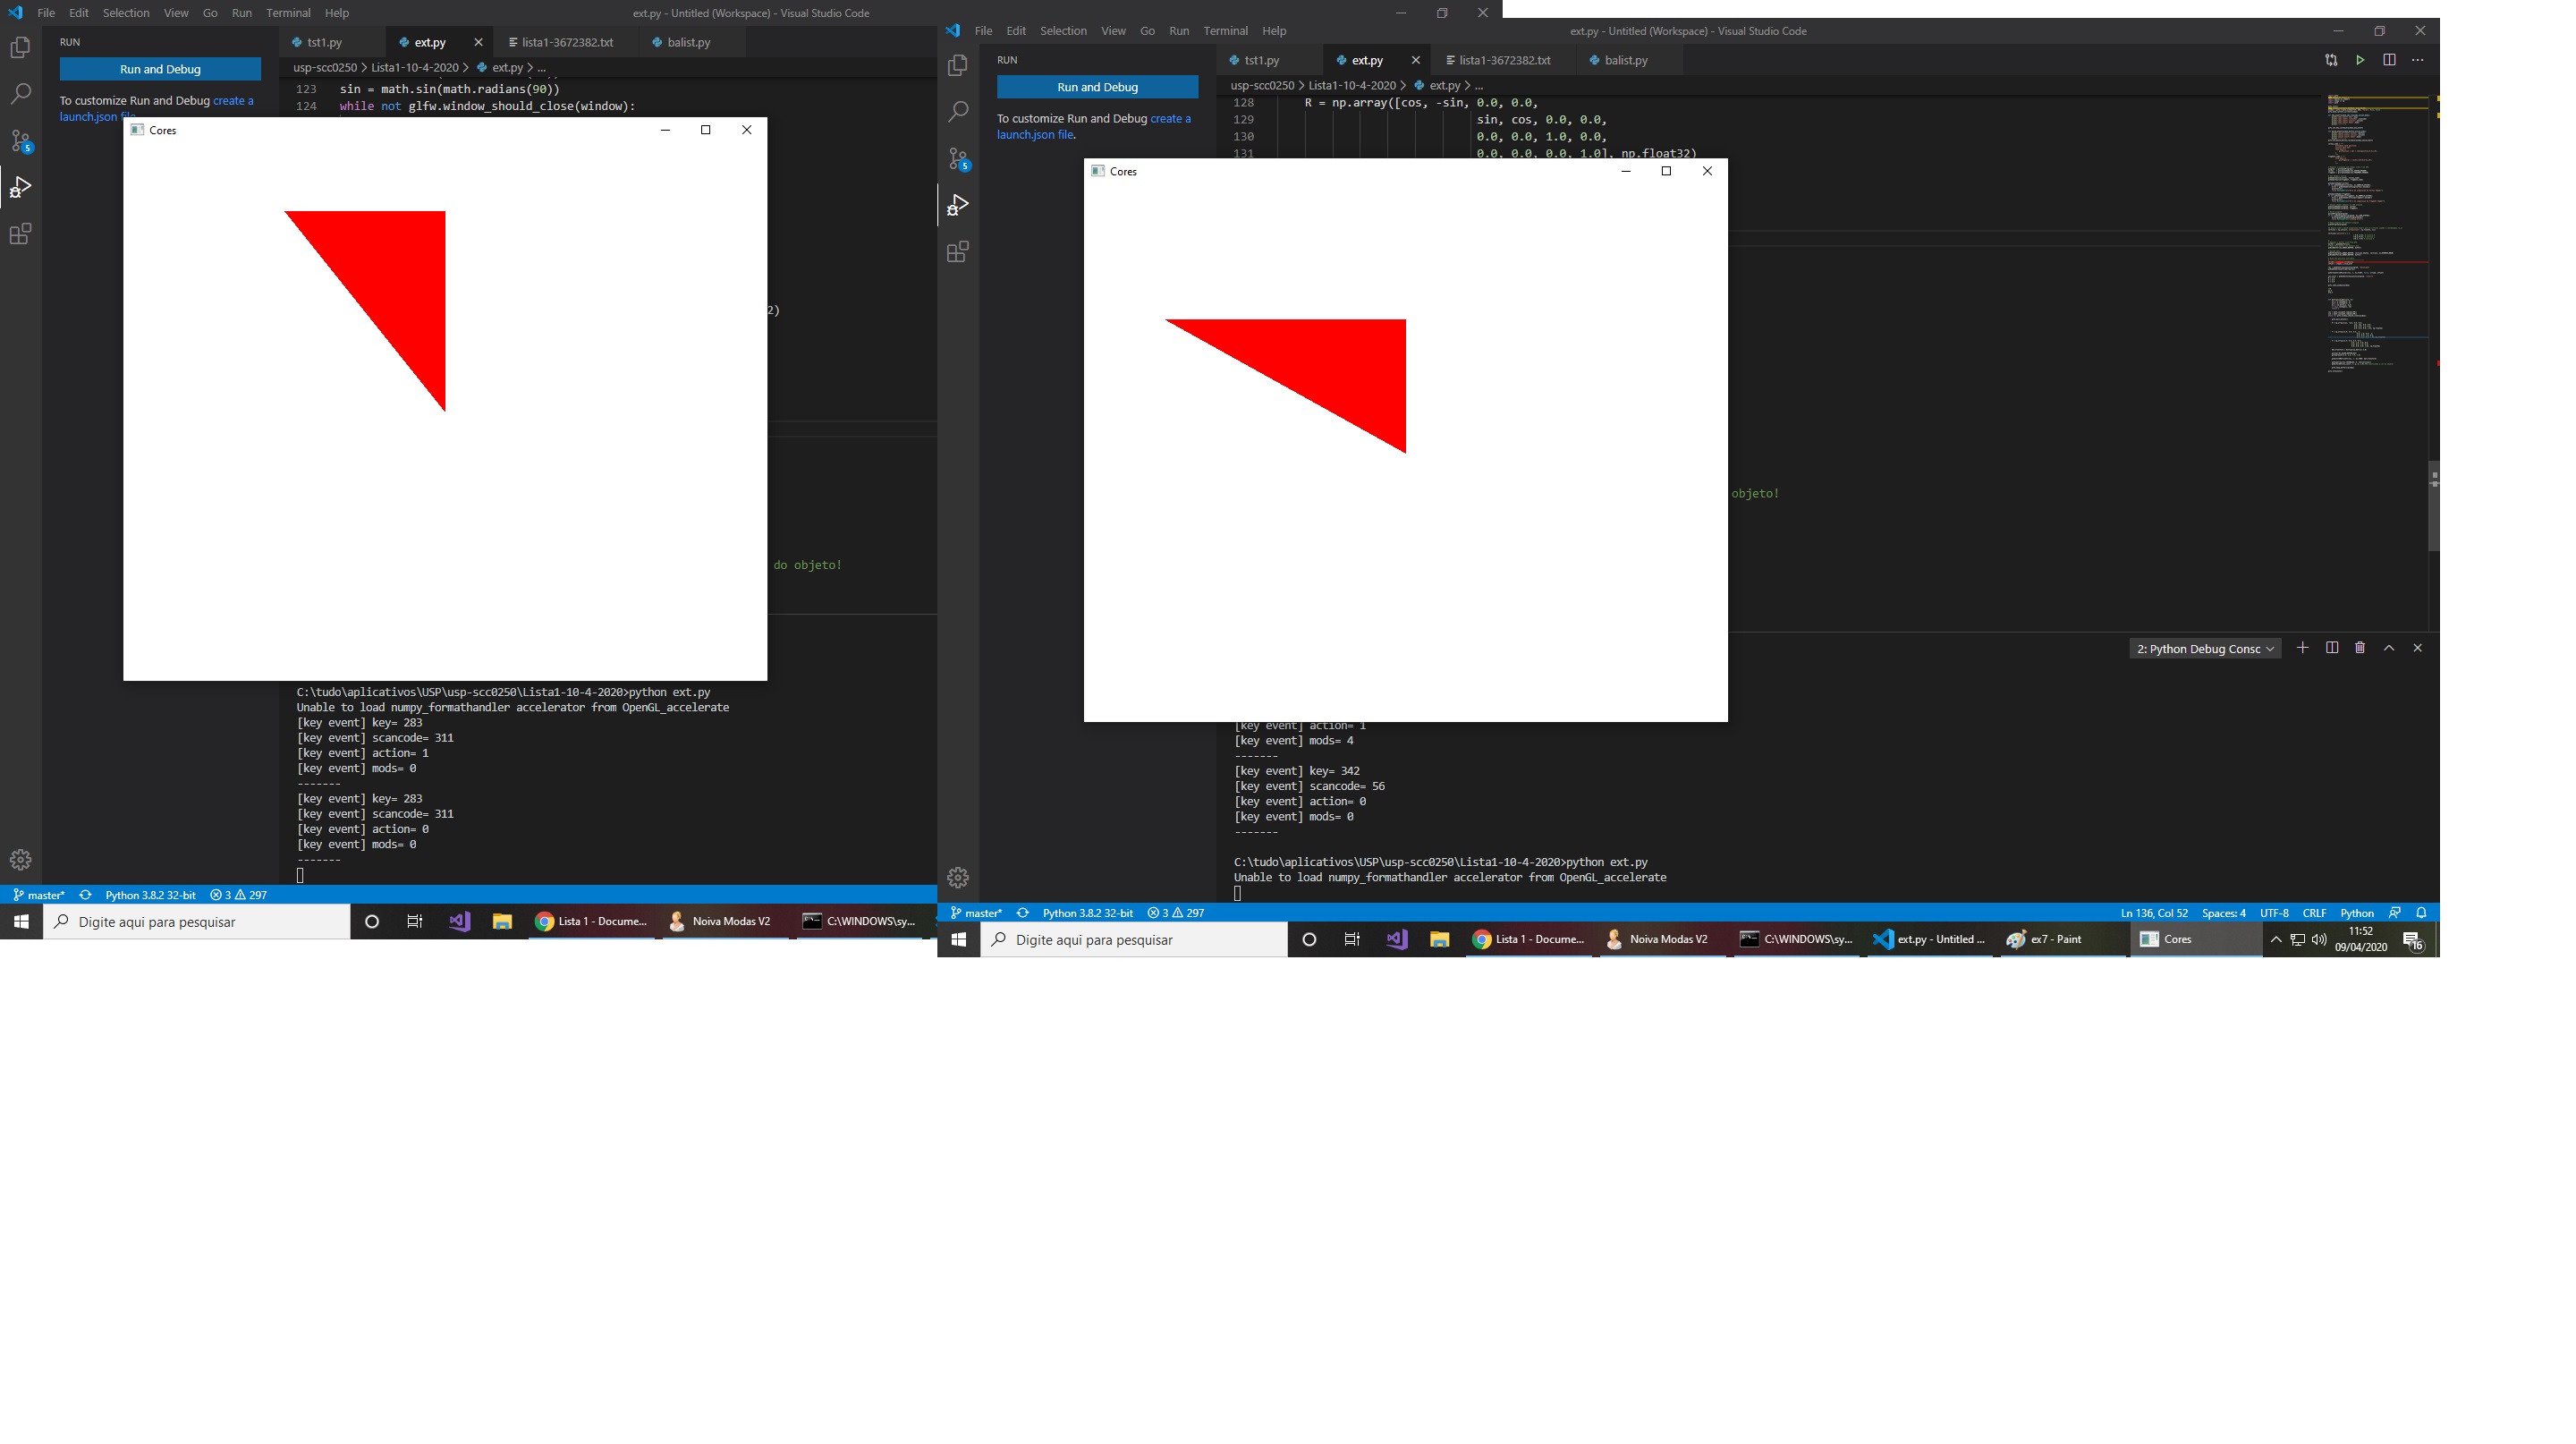 File Edit Selection View Go Run Terminal Help
ext.py - Untitled (Workspace) - Visual Studio Code
RUN
tst1.py
ext.py
lista1-3672382.txt
balist.py
Run and Debug
usp-scc0250 > Lista1-10-4-2020 > ext.py > ...
To customize Run and Debug create a
launch.json file
123 sin = math.sin(math.radians(90))
124 while not glfw.window_should_close(window):
Cores
2)
do objeto!
C:\tudo\aplicativos\USP\usp-scc0250\Lista1-10-4-2020>python ext.py
Unable to load numpy_formathandler accelerator from OpenGL_accelerate
[key event] key= 283
[key event] scancode= 311
[key event] action= 1
[key event] mods= 0
-------
[key event] key= 283
[key event] scancode= 311
[key event] action= 0
[key event] mods= 0
-------
5
master*
Python 3.8.2 32-bit
3 297
Digite aqui para pesquisar
Lista 1 - Docume...
Noiva Modas V2
C:\WINDOWS\sy...
File Edit Selection View Go Run Terminal Help
ext.py - Untitled (Workspace) - Visual Studio Code
RUN
tst1.py
ext.py
lista1-3672382.txt
balist.py
Run and Debug
usp-scc0250 > Lista1-10-4-2020 > ext.py > ...
To customize Run and Debug create a
launch.json file.
128 R = np.array([cos, -sin, 0.0, 0.0,
129 sin, cos, 0.0, 0.0,
130 0.0, 0.0, 1.0, 0.0,
131 0.0, 0.0, 0.0, 1.0], np.float32)
Cores
objeto!
2: Python Debug Consc
[key event] action= 1
[key event] mods= 4
-------
[key event] key= 342
[key event] scancode= 56
[key event] action= 0
[key event] mods= 0
-------
C:\tudo\aplicativos\USP\usp-scc0250\Lista1-10-4-2020>python ext.py
Unable to load numpy_formathandler accelerator from OpenGL_accelerate
5
master*
Python 3.8.2 32-bit
3 297
Ln 136, Col 52
Spaces: 4
UTF-8
CRLF
Python
Digite aqui para pesquisar
Lista 1 - Docume...
Noiva Modas V2
C:\WINDOWS\sy...
ext.py - Untitled ...
ex7 - Paint
Cores
11:52
09/04/2020
16